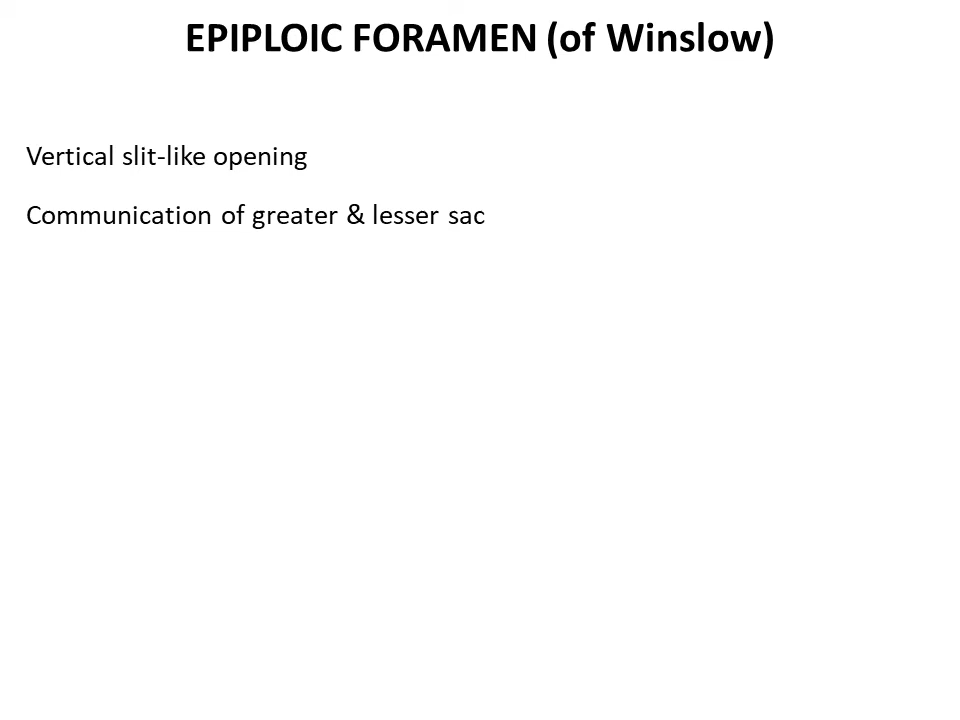 EPIPLOIC FORAMEN (of Winslow)
Vertical slit-like opening
Communication of greater & lesser sac